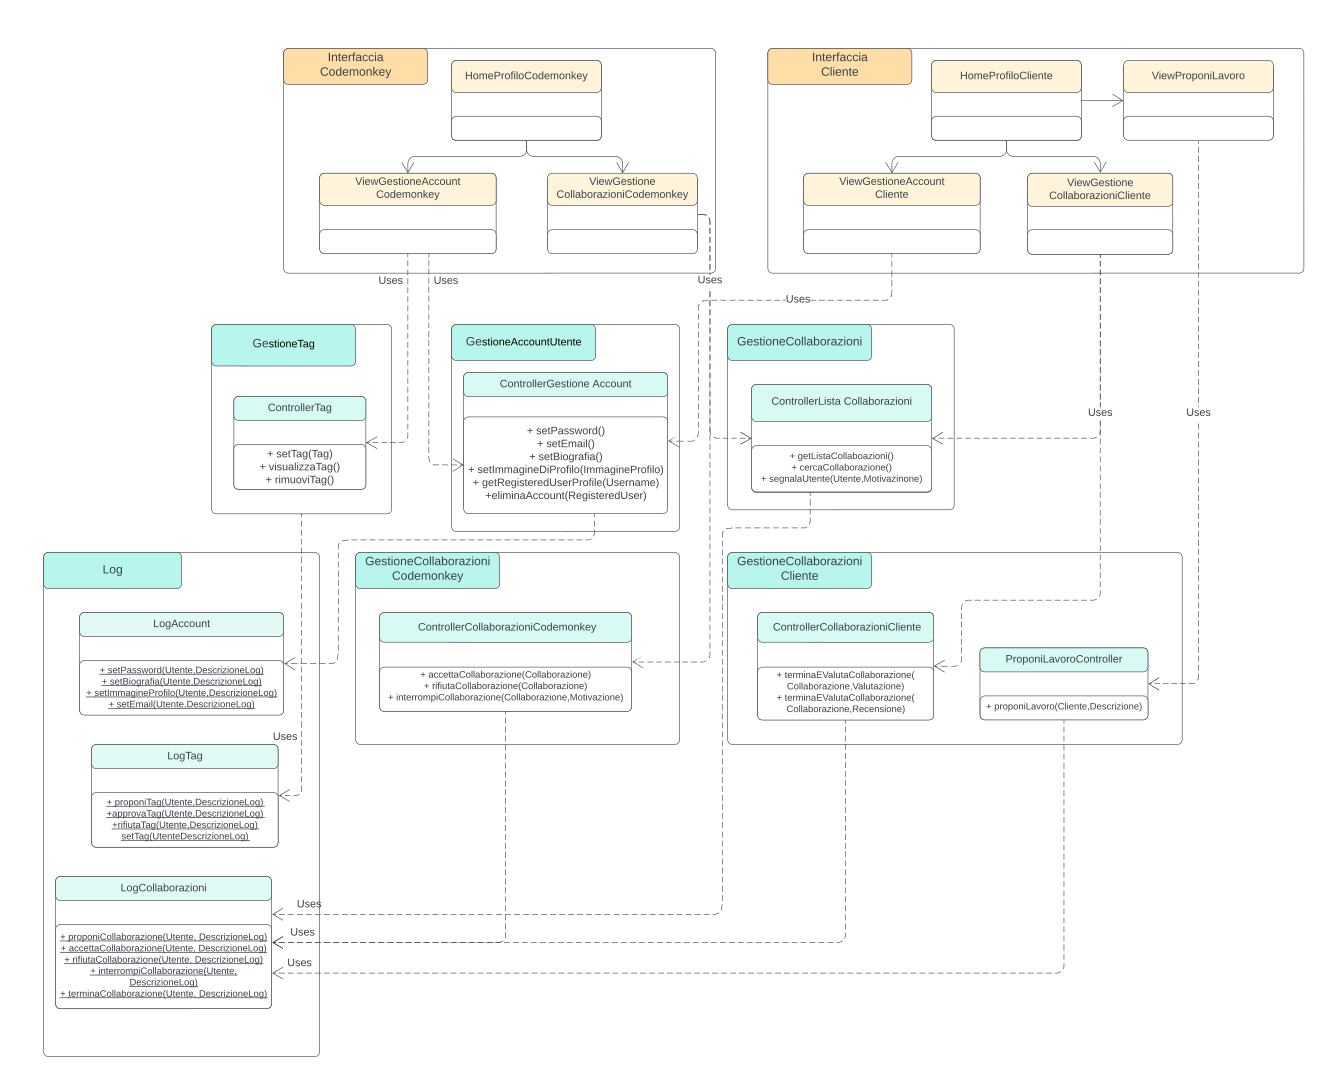 Interfaccia
Codemonkey
HomeProfiloCodemonkey
ViewGestioneAccount
Codemonkey
ViewGestione
CollaborazioniCodemonkey
Interfaccia
Cliente
HomeProfiloCliente
ViewProponiLavoro
ViewGestioneAccount
Cliente
ViewGestione
CollaborazioniCliente
Uses
Uses
Uses
Uses
Uses
Uses
GestioneTag
ControllerTag
+ setTag(Tag)
+ visualizzaTag()
+ rimuoviTag()
GestioneAccountUtente
ControllerGestione Account
+ setPassword()
+ setEmail()
+ setBiografia()
+ setImmagineDiProfilo(ImmagineProfilo)
+ getRegisteredUserProfile(Username)
+eliminaAccount(RegisteredUser)
GestioneCollaborazioni
ControllerLista Collaborazioni
+ getListaCollaboazioni()
+ cercaCollaborazione()
+ segnalaUtente(Utente,Motivazinone)
Log
LogAccount
+ setPassword(Utente,DescrizioneLog)
+ setBiografia(Utente.DescrizioneLog)
+ setImmagineProfilo(Utente,DescrizioneLog)
+ setEmail(Utente,DescrizioneLog)
Uses
LogTag
+ proponiTag(Utente,DescrizioneLog)
+approvaTag(Utente,DescrizioneLog)
+rifiutaTag(Utente,DescrizioneLog)
setTag(UtenteDescrizioneLog)
LogCollaborazioni
+ proponiCollaborazione(Utente, DescrizioneLog)
+ accettaCollaborazione(Utente, DescrizioneLog)
+ rifiutaCollaborazione(Utente, DescrizioneLog)
+ interrompiCollaborazione(Utente,
DescrizioneLog)
+ terminaCollaborazione(Utente, DescrizioneLog)
Uses
Uses
Uses
GestioneCollaborazioni
Codemonkey
ControllerCollaborazioniCodemonkey
+ accettaCollaborazione(Collaborazione)
+ rifiutaCollaborazione(Collaborazione)
+ interrompiCollaborazione(Collaborazione,Motivazione)
GestioneCollaborazioni
Cliente
ControllerCollaborazioniCliente
+ terminaEValutaCollaborazione(
Collaborazione,Valutazione)
+ terminaEValutaCollaborazione(
Collaborazione,Recensione)
ProponiLavoroController
+ proponiLavoro(Cliente,Descrizione)